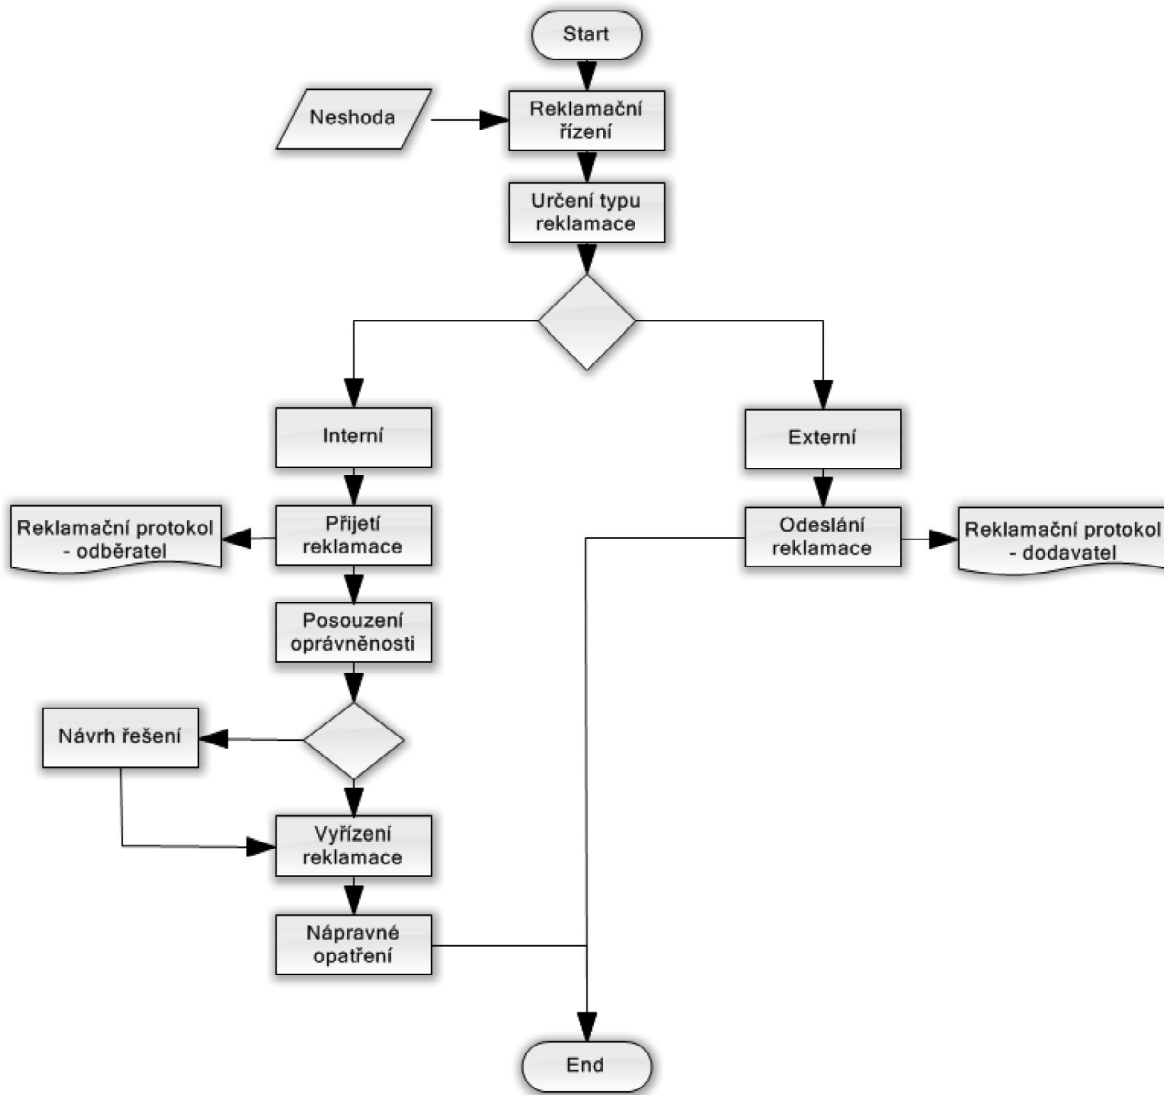 Start
Neshoda
Reklamační
řízení
Určení typu
reklamace
Interní
Externí
Reklamační protokol
- odběratel
Přijetí
reklamace
Odeslání
reklamace
Reklamační protokol
- dodavatel
Posouzení
oprávněnosti
Návrh řešení
Vyřízení
reklamace
Nápravné
opatření
End